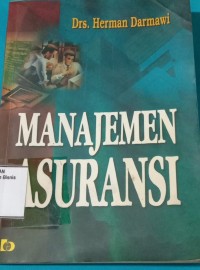 Drs. Herman Darmawi
MANAJEMEN
ASURANSI